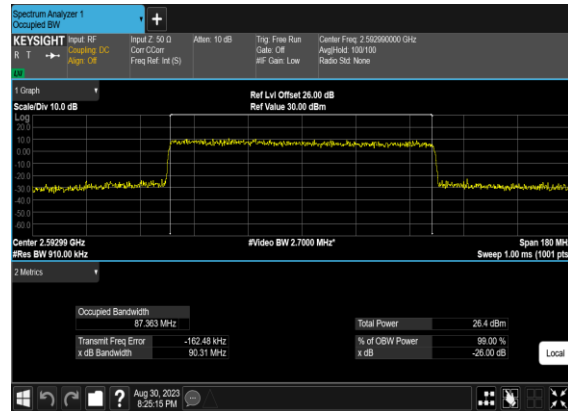 Spectrum Analyzer 1
Occupied BW
+
KEYSIGHT
R T
LV
Input: RF
Coupling: DC
Align: Off
Input Z: 50 Ω
Corr CCorr
Freq Ref: Int (S)
Atten: 10 dB
Trig: Free Run
Gate: Off
#IF Gain: Low
Center Freq: 2.592990000 GHz
Avg|Hold: 100/100
Radio Std: None
1 Graph
Scale/Div 10.0 dB
Ref Lvl Offset 26.00 dB
Ref Value 30.00 dBm
Log
20.0
10.0
0.00
-10.0
-20.0
-30.0
-40.0
-50.0
-60.0
Center 2.59299 GHz
#Res BW 910.00 kHz
#Video BW 2.7000 MHz*
Span 180 MH
Sweep 1.00 ms (1001 pts
2 Metrics
Occupied Bandwidth
87.363 MHz
Transmit Freq Error -162.48 kHz
x dB Bandwidth 90.31 MHz
Total Power 26.4 dBm
% of OBW Power 99.00 %
x dB -26.00 dB
Local
?
Aug 30, 2023
8:25:15 PM